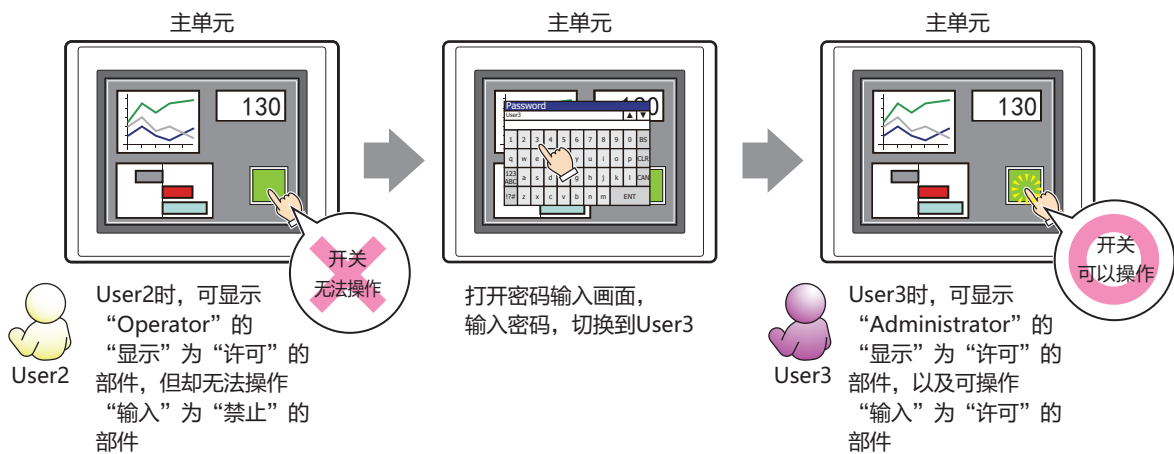 主单元
130
开关
无法操作
User2
User2时，可显示
“Operator”的
“显示”为“许可”的
部件，但却无法操作
“输入”为“禁止”的
部件
主单元
Password
User3
▲ ▼
1 2 3 4 5 6 7 8 9 0 BS
q w e y u i o p CLR
123 ABC a s d g h j k l CAN
!?# z x c v b n m ENT
打开密码输入画面，
输入密码，切换到User3
主单元
130
开关
可以操作
User3
User3时，可显示
“Administrator”的
“显示”为“许可”的
部件，以及可操作
“输入”为“许可”的
部件